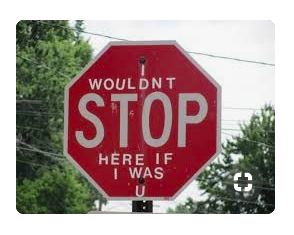 I
WOULDNT
STOP
HERE IF
I WAS
U